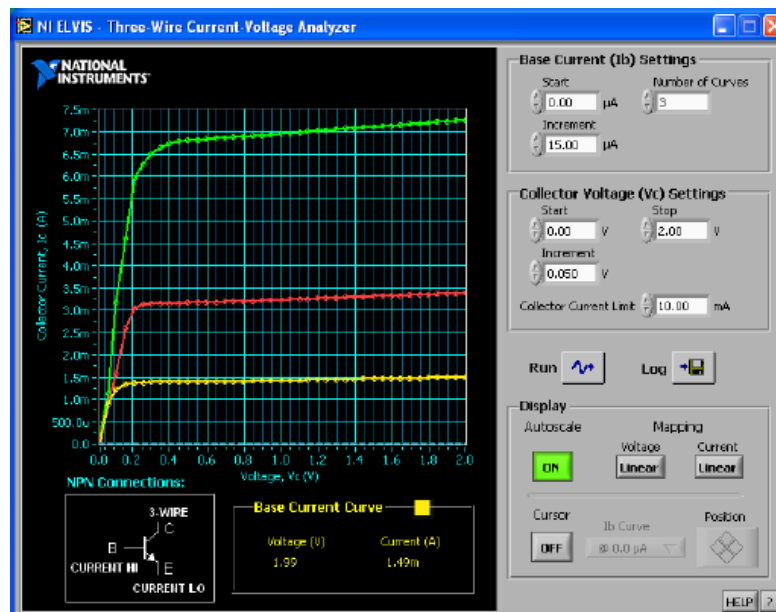 NI ELVIS - Three-Wire Current-Voltage Analyzer
NATIONAL
INSTRUMENTS™
7.5m
7.0m
6.5m
6.0m
5.5m
5.0m
4.5m
4.0m
3.5m
3.0m
2.5m
2.0m
1.5m
1.0m
500.0u
0.0
Collector Current, Ic (A)
0.0 0.2 0.4 0.6 0.8 1.0 1.2 1.4 1.6 1.8 2.0
Voltage, Vc (V)
NPN Connections:
3-WIRE
C
B
E
CURRENT HI
CURRENT LO
Base Current Curve
Voltage (V) Current (A)
1.99 1.49m
Base Current (Ib) Settings
Start Number of Curves
0.00 µA 3
Increment
15.00 µA
Collector Voltage (Vc) Settings
Start Stop
0.00 V 2.00 V
Increment
0.050 V
Collector Current Limit 10.00 mA
Run Log
Display
Autoscale Mapping
Voltage Current
ON Linear Linear
Cursor Ib Curve Position
OFF @ 0.0 µA
HELP ?